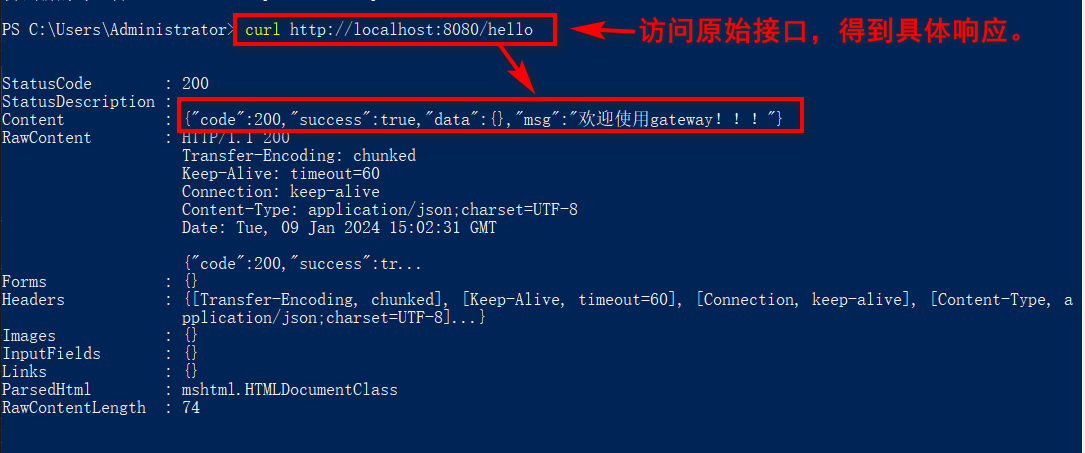 PS C:\Users\Administrator> curl http://localhost:8080/hello
访问原始接口，得到具体响应。
StatusCode : 200
StatusDescription :
Content : {"code":200,"success":true,"data":{},"msg":"欢迎使用gateway！！！"}
RawContent : HTTP/1.1 200
Transfer-Encoding: chunked
Keep-Alive: timeout=60
Connection: keep-alive
Content-Type: application/json;charset=UTF-8
Date: Tue, 09 Jan 2024 15:02:31 GMT
{"code":200,"success":tr...
Forms : {}
Headers : {[Transfer-Encoding, chunked], [Keep-Alive, timeout=60], [Connection, keep-alive], [Content-Type, a
pplication/json;charset=UTF-8]...}
Images : {}
InputFields : {}
Links : {}
ParsedHtml : mshtml.HTMLDocumentClass
RawContentLength : 74